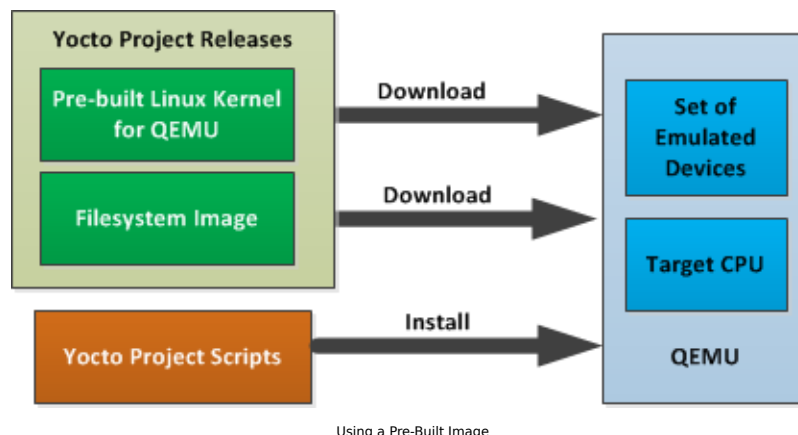 Yocto Project Releases
Pre-built Linux Kernel
for QEMU
Filesystem Image
Yocto Project Scripts
Download
Download
Install
Set of
Emulated
Devices
Target CPU
QEMU
Using a Pre-Built Image